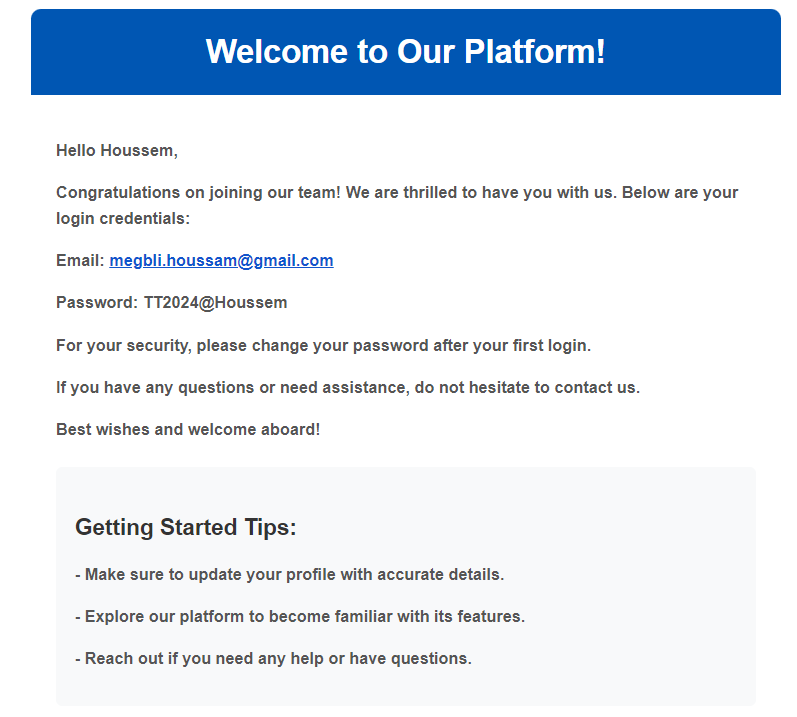 Welcome to Our Platform!
Hello Houssem,
Congratulations on joining our team! We are thrilled to have you with us. Below are your
login credentials:
Email: megbli.houssam@gmail.com
Password: TT2024@Houssem
For your security, please change your password after your first login.
If you have any questions or need assistance, do not hesitate to contact us.
Best wishes and welcome aboard!
Getting Started Tips:
- Make sure to update your profile with accurate details.
- Explore our platform to become familiar with its features.
- Reach out if you need any help or have questions.